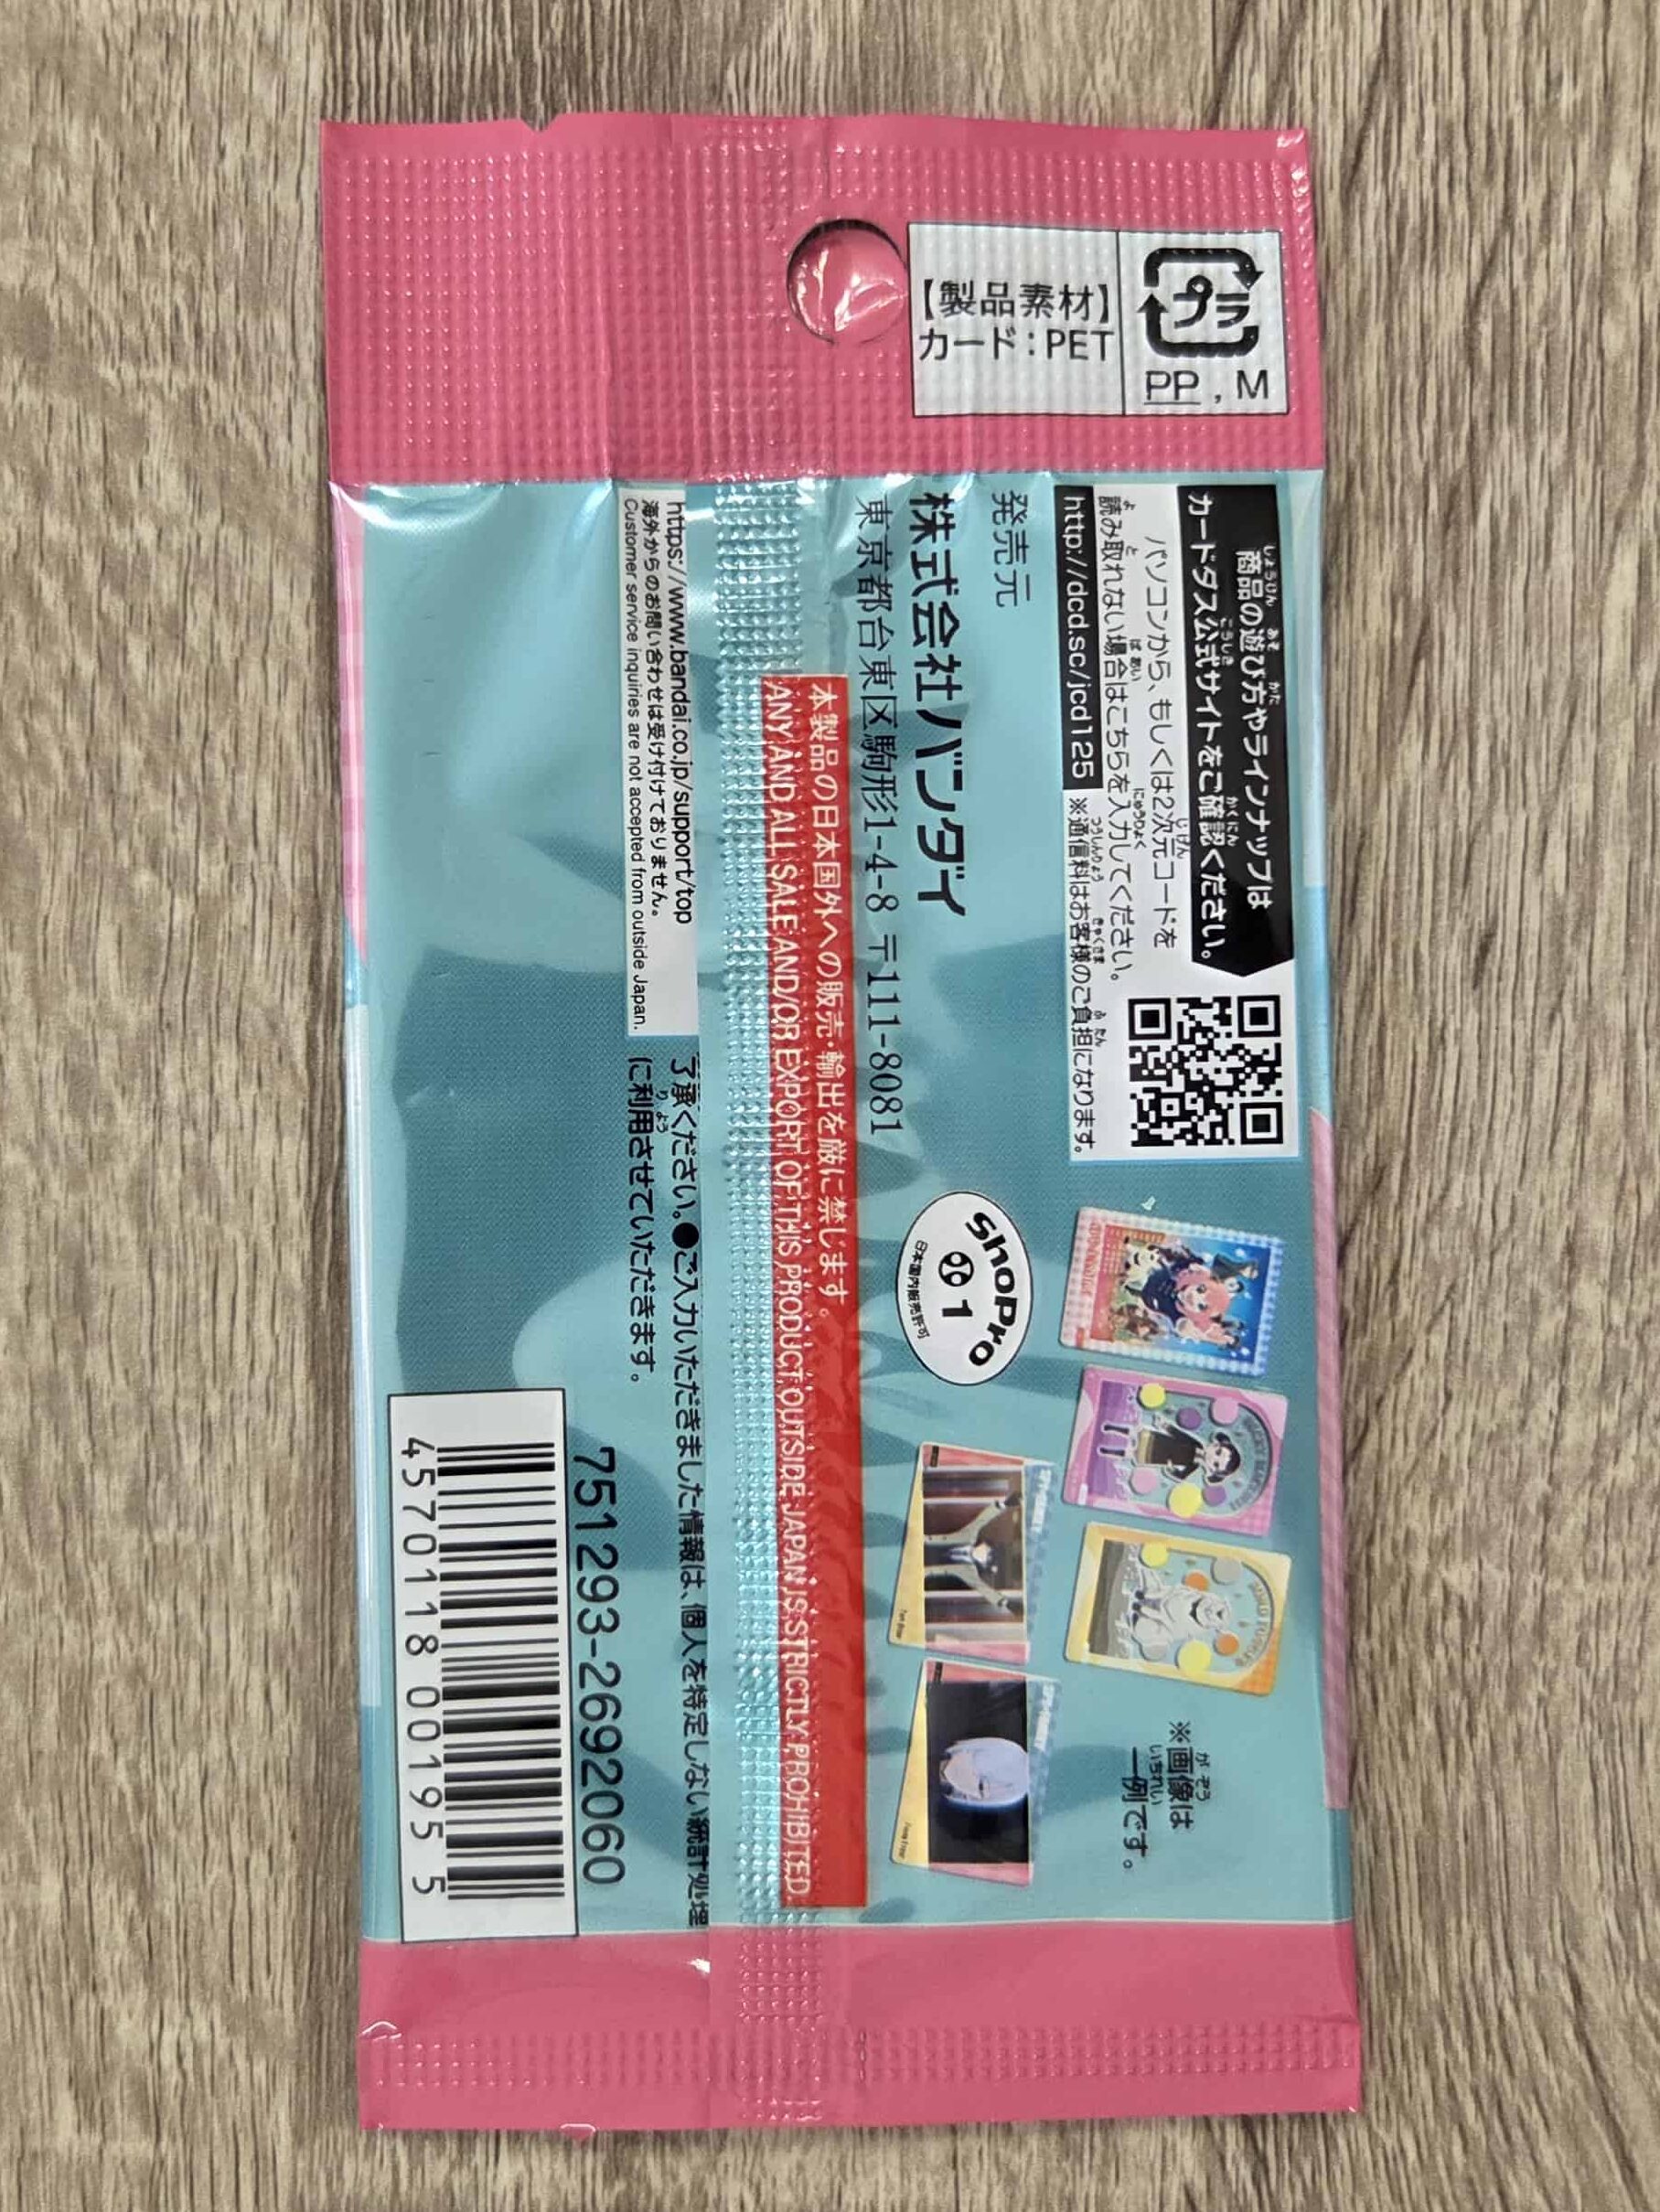 【製品素材】
カード：PET
プラ
PP , M
商品の遊び方やラインナップは
カードダス公式サイトをご確認ください。
パソコンから、もしくは2次元コードを
読み取れない場合はこちらを入力してください。
http://dcd.sc/jcd125
※通信料はお客様のご負担になります。
発売元
株式会社バンダイ
東京都台東区駒形1-4-8 〒111-8081
ShoPro
1
日本国内販売許可
※画像は
一例です。
本製品の日本国外への販売・輸出を厳に禁じます。
ANY AND ALL SALE AND/OR EXPORT OF THIS PRODUCT OUTSIDE JAPAN IS STRICTLY PROHIBITED
https://www.bandai.co.jp/support/top
海外からのお問い合わせは受け付けておりません。
Customer service inquiries are not accepted from outside Japan.
了承ください。●ご入力いただきました情報は、個人を特定しない統計処理
に利用させていただきます。
751293-2692060
4570118001955